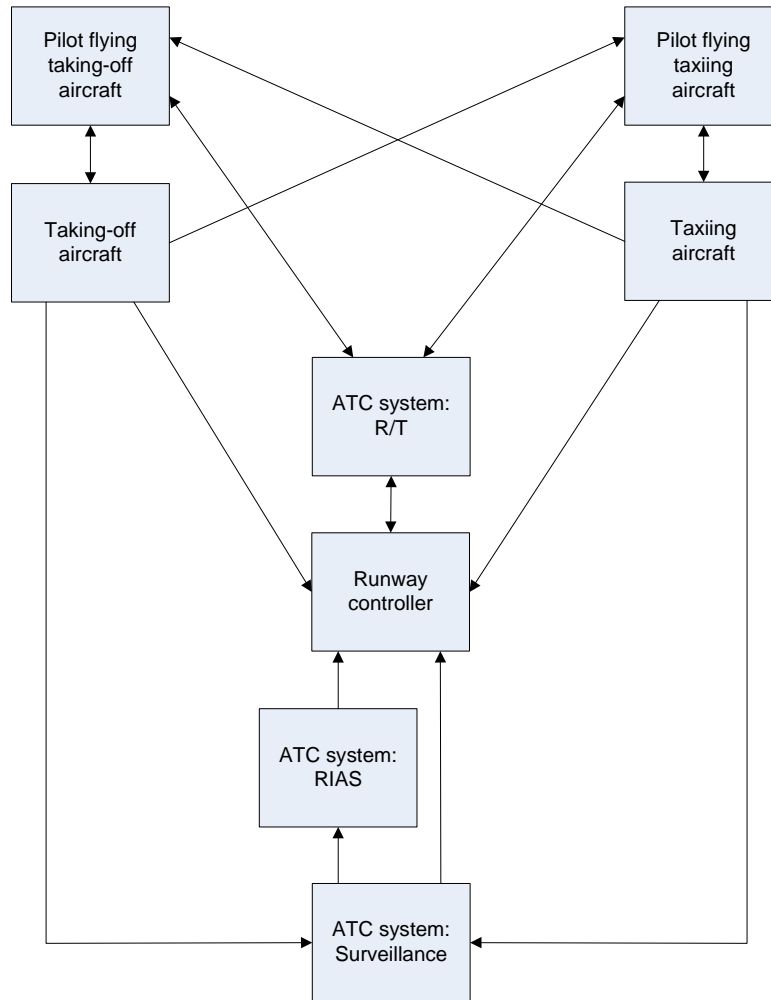 Pilot flying
taking-off
aircraft
Pilot flying
taxiing
aircraft
Taking-off
aircraft
Taxiing
aircraft
ATC system:
R/T
Runway
controller
ATC system:
RIAS
ATC system:
Surveillance